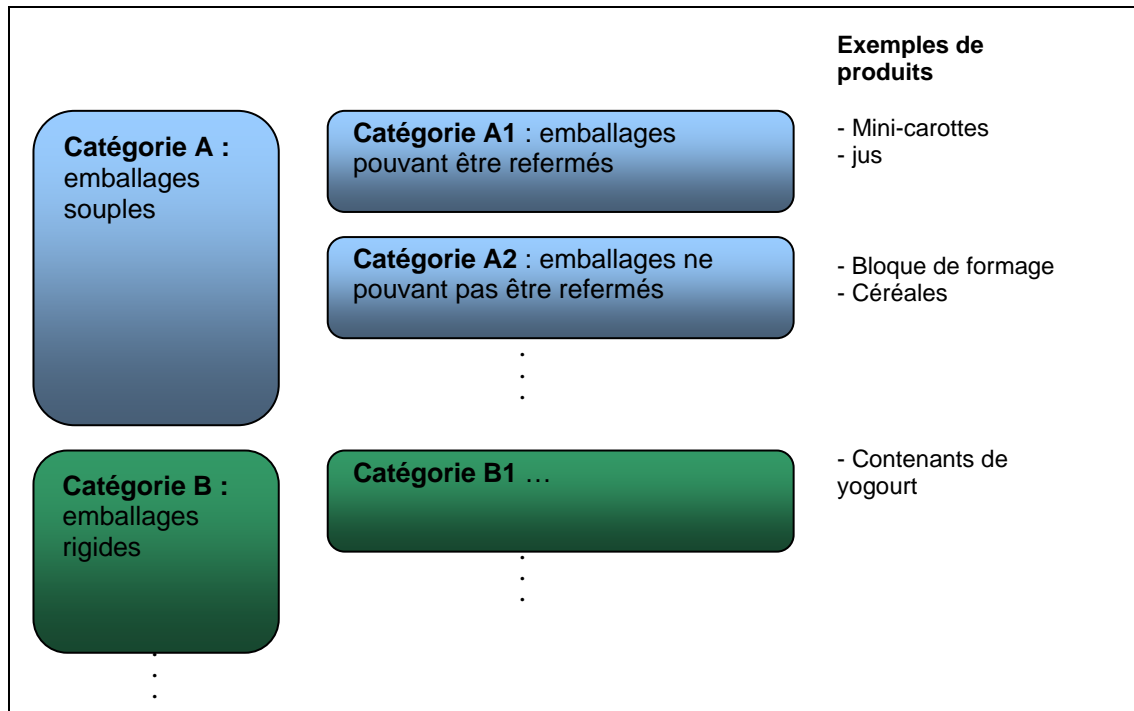 Exemples de
produits
Catégorie A :
emballages
souples
Catégorie A1 : emballages
pouvant être refermés
- Mini-carottes
- jus
Catégorie A2 : emballages ne
pouvant pas être refermés
- Bloque de formage
- Céréales
Catégorie B :
emballages
rigides
Catégorie B1 …
- Contenants de
yogourt